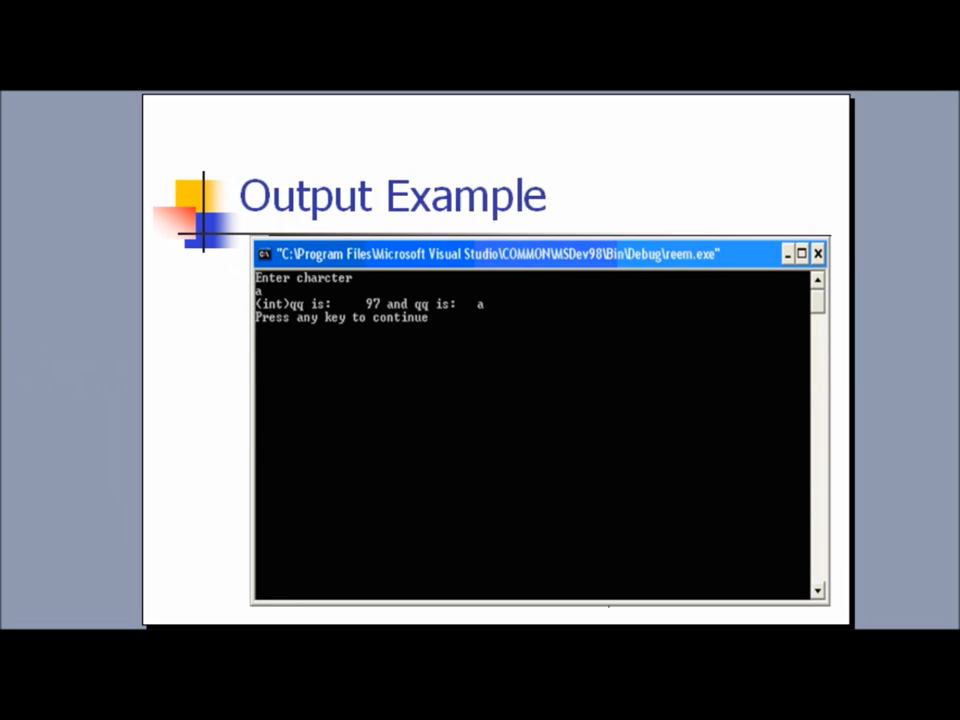 Output Example
"C:\Program Files\Microsoft Visual Studio\COMMON\MSDev98\Bin\Debug\reem.exe"
Enter charcter
a
(int)qq is:     97 and qq is:   a
Press any key to continue